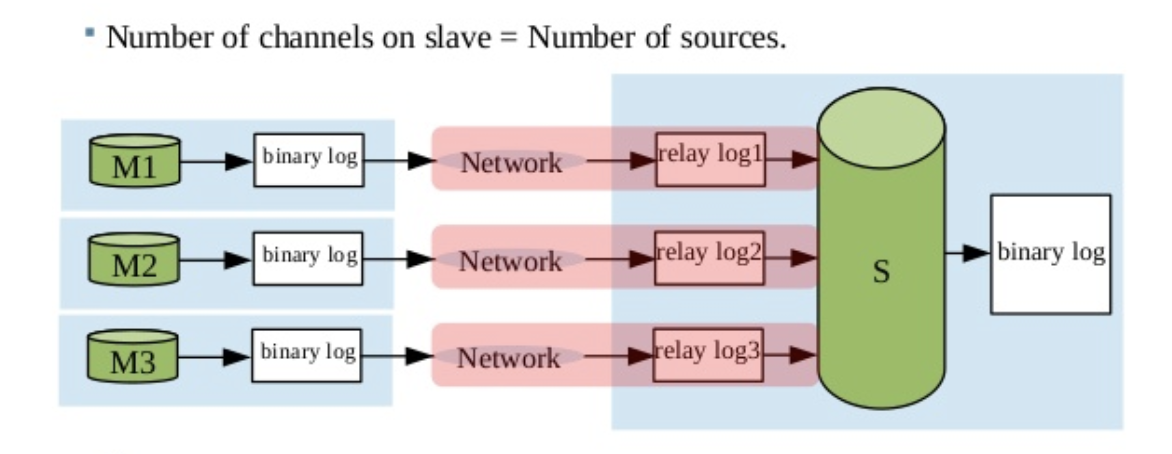 Number of channels on slave = Number of sources.
M1
binary log
Network
relay log1
M2
binary log
Network
relay log2
S
binary log
M3
binary log
Network
relay log3